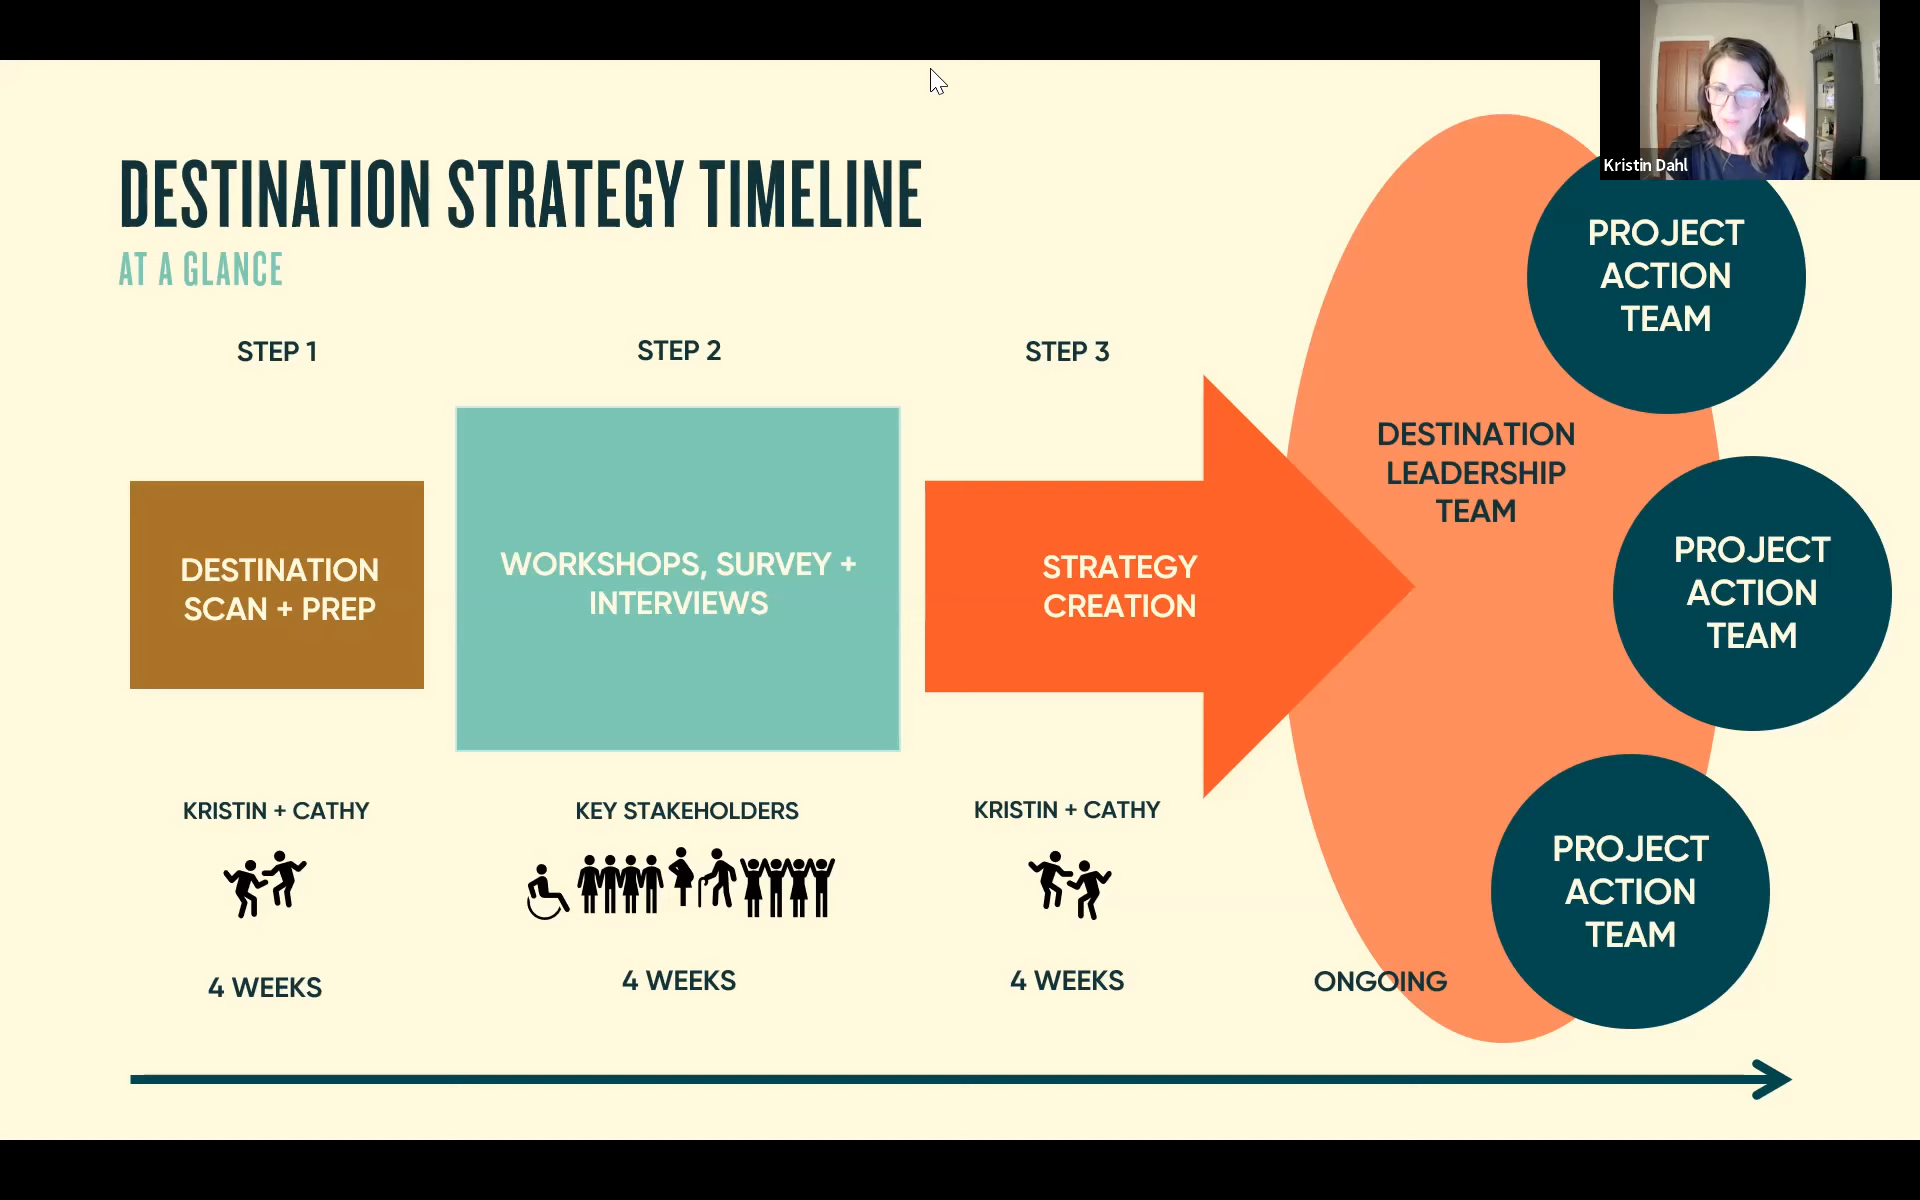 Kristin Dahl
DESTINATION STRATEGY TIMELINE
AT A GLANCE
STEP 1
STEP 2
STEP 3
DESTINATION
SCAN + PREP
WORKSHOPS, SURVEY +
INTERVIEWS
STRATEGY
CREATION
DESTINATION
LEADERSHIP
TEAM
PROJECT
ACTION
TEAM
PROJECT
ACTION
TEAM
PROJECT
ACTION
TEAM
KRISTIN + CATHY
KEY STAKEHOLDERS
KRISTIN + CATHY
4 WEEKS
4 WEEKS
4 WEEKS
ONGOING